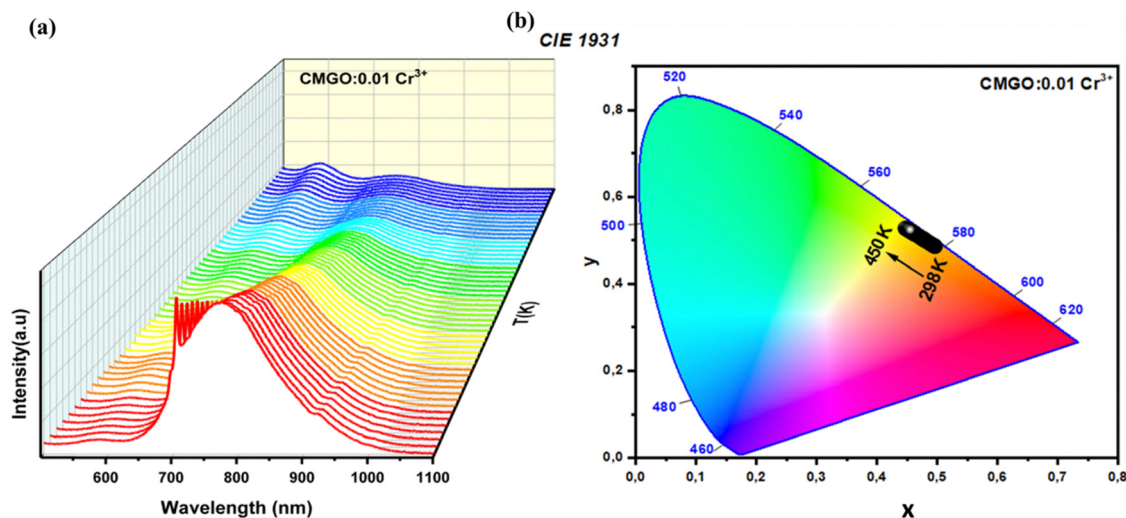 (a)
CMGO:0.01 Cr³⁺
Intensity(a.u)
T(K)
600 700 800 900 1000 1100
Wavelength (nm)
(b)
CIE 1931
CMGO:0.01 Cr³⁺
520
540
560
500
580
600
620
480
460
450K
298K
y
0,8
0,6
0,4
0,2
0,0
0,0 0,1 0,2 0,3 0,4 0,5 0,6 0,7 0,8
x